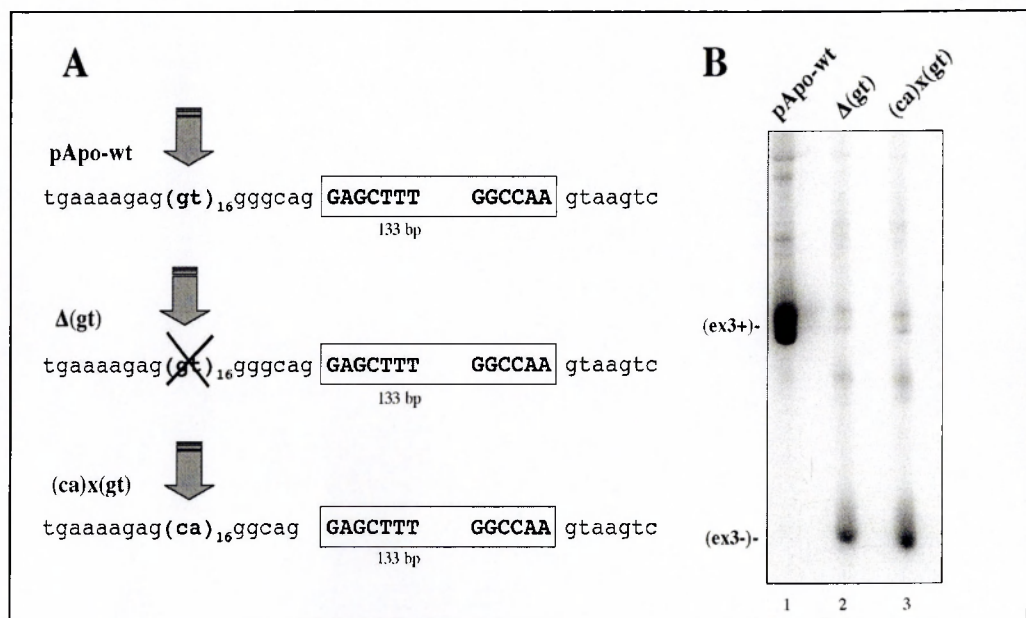 A
pApo-wt
tgaaaagag(gt)16gggcag GAGCTTT GGCCAA gtaagtc
133 bp
Δ(gt)
tgaaaagag(gt)16gggcag GAGCTTT GGCCAA gtaagtc
133 bp
(ca)x(gt)
tgaaaagag(ca)16ggcag GAGCTTT GGCCAA gtaagtc
133 bp
B
pApo-wt
Δ(gt)
(ca)x(gt)
(ex3+)-
(ex3-)-
1 2 3